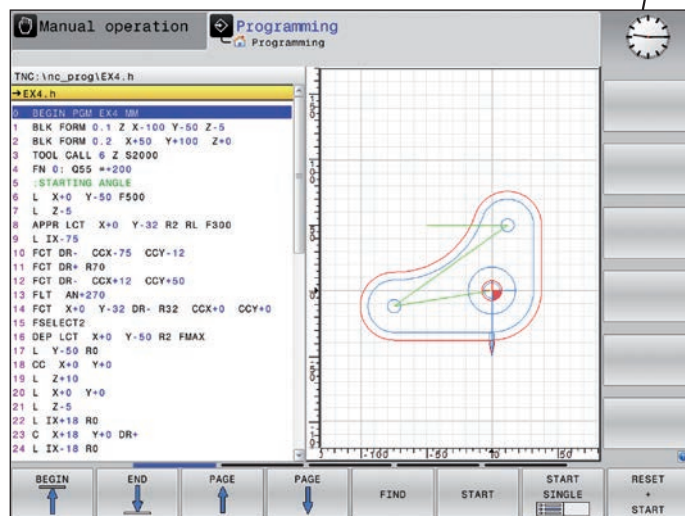 Manual operation
Programming
Programming
TNC:\nc_prog\EX4.h
→EX4.h
0 BEGIN PGM EX4 MM
1 BLK FORM 0.1 Z X-100 Y-50 Z-5
2 BLK FORM 0.2 X+50 Y+100 Z+0
3 TOOL CALL 6 Z S2000
4 FN 0: Q55 =+200
5 ;STARTING ANGLE
6 L X+0 Y-50 F500
7 L Z-5
8 APPR LCT X+0 Y-32 R2 RL F300
9 L IX-75
10 FCT DR- CCX-75 CCY-12
11 FCT DR+ R70
12 FCT DR- CCX+12 CCY+50
13 FLT AN+270
14 FCT X+0 Y-32 DR- R32 CCX+0 CCY+0
15 FSELECT2
16 DEP LCT X+0 Y-50 R2 FMAX
17 L Y-50 R0
18 CC X+0 Y+0
19 L Z+10
20 L X+0 Y+0
21 L Z-5
22 L IX+18 R0
23 C X+18 Y+0 DR+
24 L IX-18 R0
-100 -50 0 50
BEGIN
END
PAGE
PAGE
FIND
START
START SINGLE
RESET + START